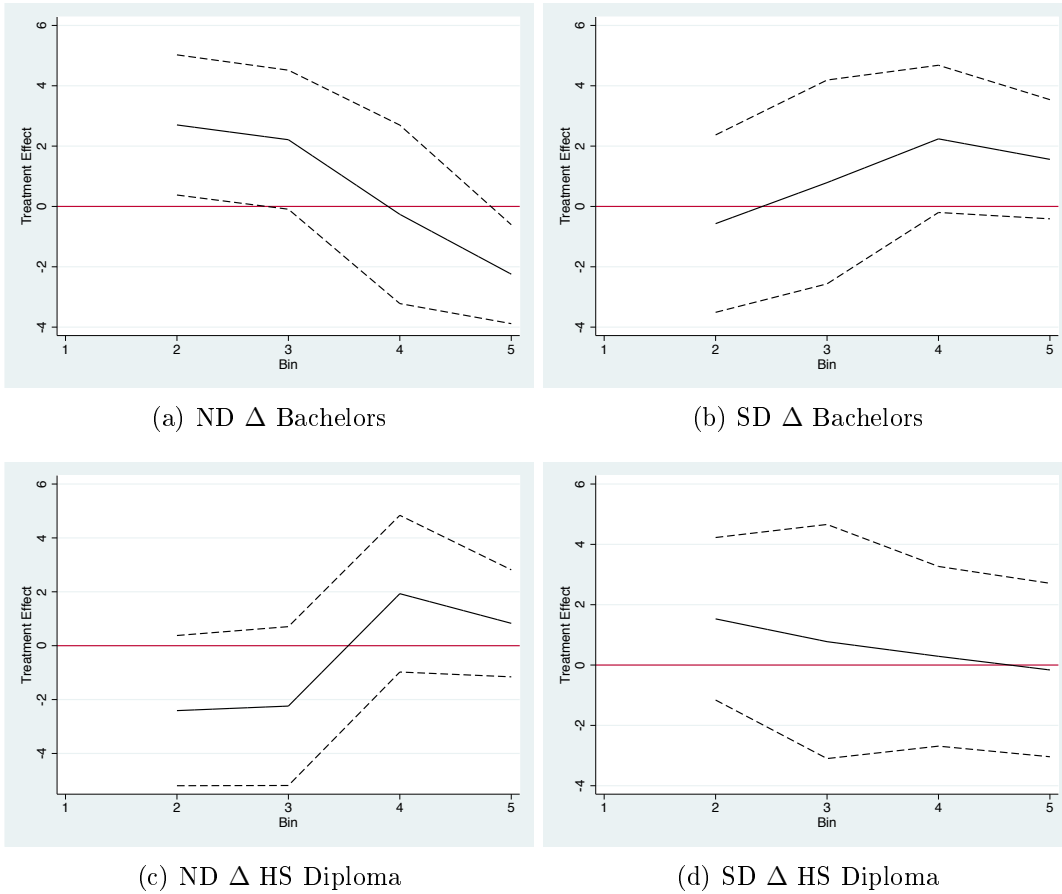 6
4
2
0
-2
-4
Treatment Effect
1 2 3 4 5
Bin
(a) ND Δ Bachelors
6
4
2
0
-2
-4
Treatment Effect
1 2 3 4 5
Bin
(b) SD Δ Bachelors
6
4
2
0
-2
-4
Treatment Effect
1 2 3 4 5
Bin
(c) ND Δ HS Diploma
6
4
2
0
-2
-4
Treatment Effect
1 2 3 4 5
Bin
(d) SD Δ HS Diploma